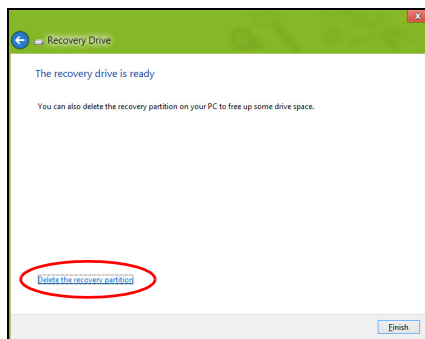 x
Recovery Drive
The recovery drive is ready
You can also delete the recovery partition on your PC to free up some drive space.
Delete the recovery partition
Finish